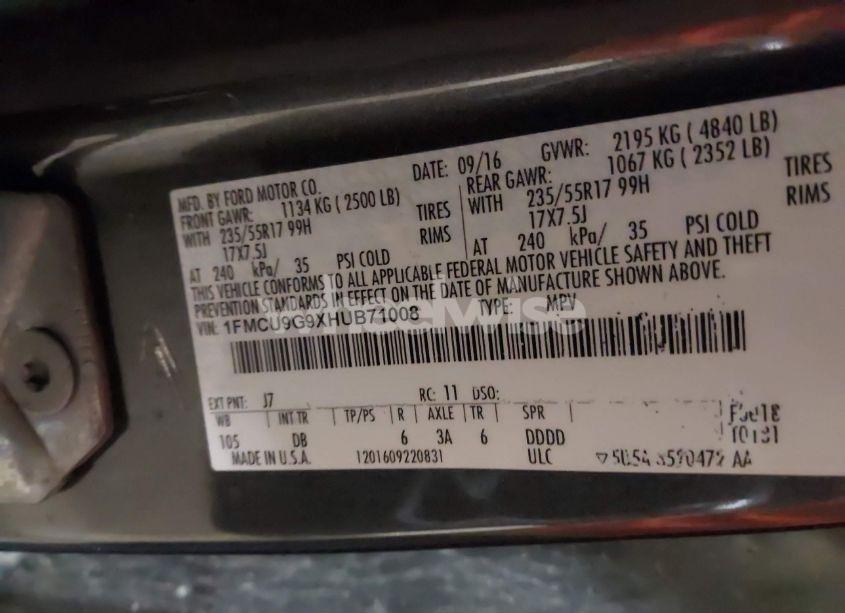 MFD. BY FORD MOTOR CO.
DATE: 09/16 GVWR: 2195 KG ( 4840 LB)
FRONT GAWR: 1134 KG ( 2500 LB) REAR GAWR: 1067 KG ( 2352 LB)
WITH 235/55R17 99H TIRES WITH 235/55R17 99H TIRES
17X7.5J RIMS 17X7.5J RIMS
AT 240 kPa/ 35 PSI COLD AT 240 kPa/ 35 PSI COLD
THIS VEHICLE CONFORMS TO ALL APPLICABLE FEDERAL MOTOR VEHICLE SAFETY AND THEFT
PREVENTION STANDARDS IN EFFECT ON THE DATE OF MANUFACTURE SHOWN ABOVE.
VIN: 1FMCU9G9XHUB71008 TYPE: MPV
EXT PNT: J7 RC: 11 DSO:
WB INT TR TP/PS R AXLE TR SPR
105 DB 6 3A 6 DDDD
MADE IN U.S.A. 1201609220831 ULC